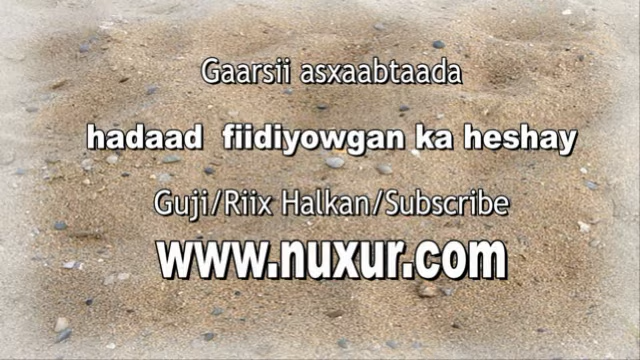 Gaarsii asxaabtaada
hadaad fiidiyowgan ka heshay
Guji/Riix Halkan/Subscribe
www.nuxur.com